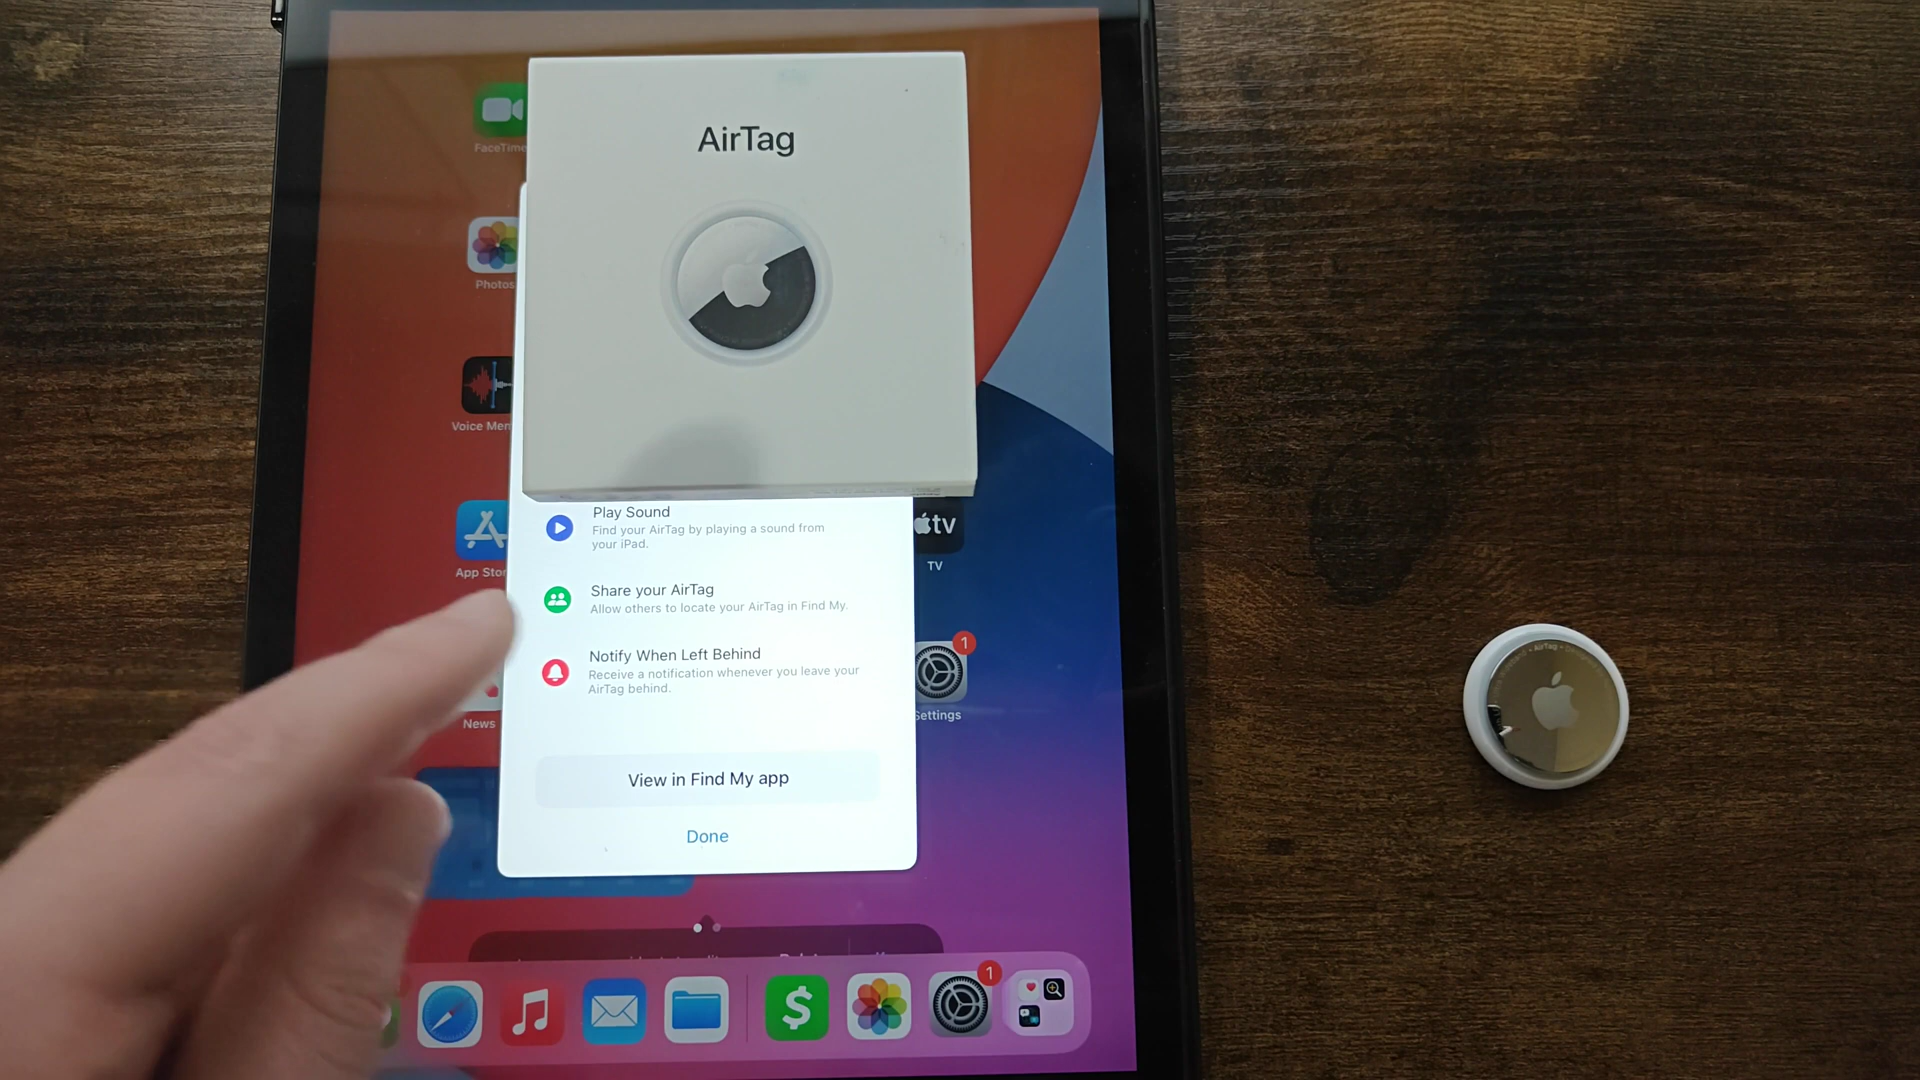 AirTag
FaceTime
Photos
Voice Mem
App Stor
News
Play Sound
Find your AirTag by playing a sound from
your iPad.
Share your AirTag
Allow others to locate your AirTag in Find My.
Notify When Left Behind
Receive a notification whenever you leave your
AirTag behind.
View in Find My app
Done
tv
TV
1
Settings
1
$
AirTag